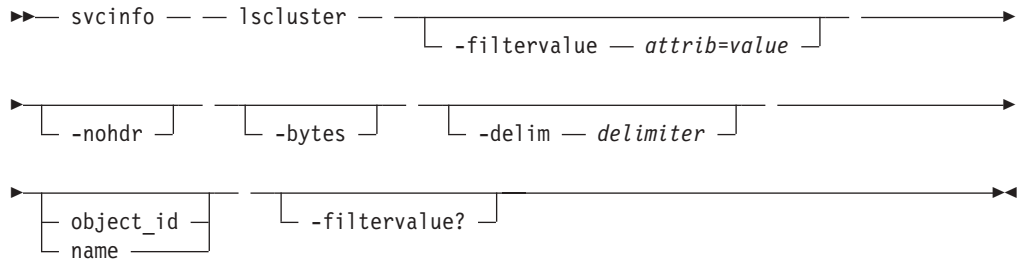 svcinfo lscluster
-filtervalue attrib=value
-nohdr -bytes -delim delimiter
object_id -filtervalue?
name